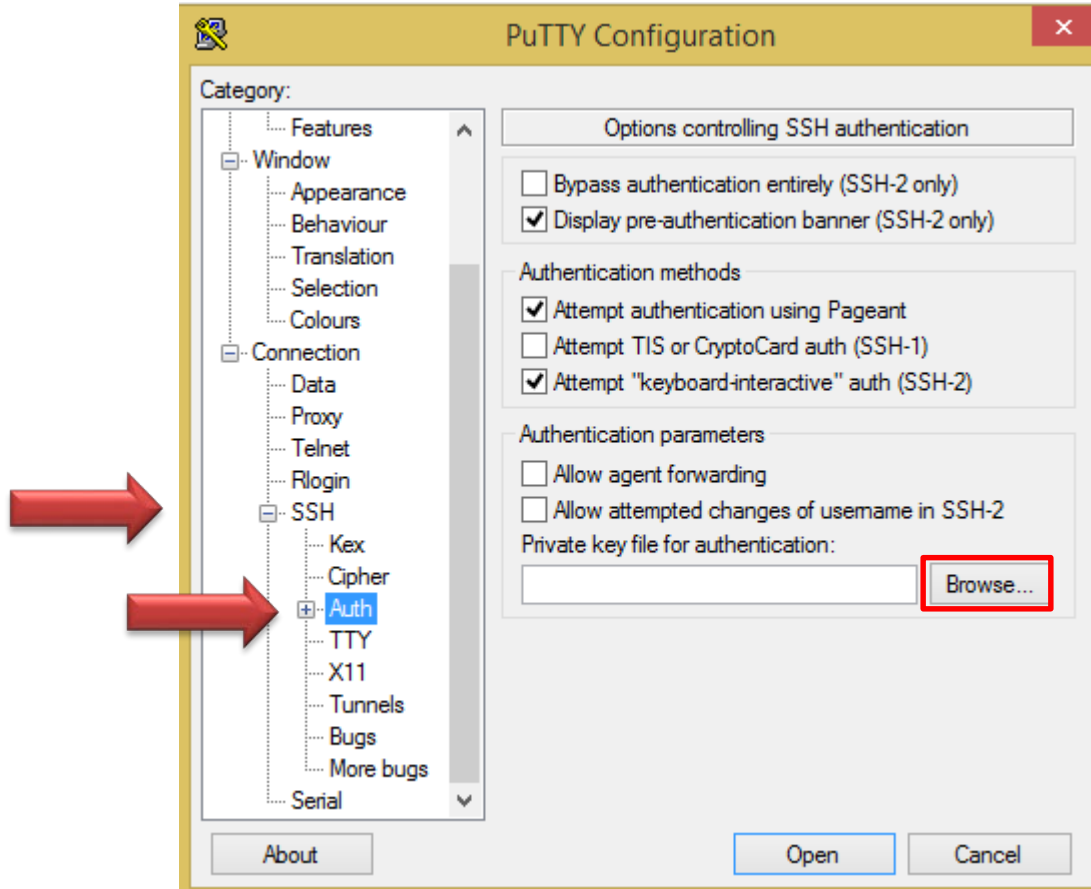 PuTTY Configuration
Category:
Features
Window
Appearance
Behaviour
Translation
Selection
Colours
Connection
Data
Proxy
Telnet
Rlogin
SSH
Kex
Cipher
Auth
TTY
X11
Tunnels
Bugs
More bugs
Serial
Options controlling SSH authentication
Bypass authentication entirely (SSH-2 only)
Display pre-authentication banner (SSH-2 only)
Authentication methods
Attempt authentication using Pageant
Attempt TIS or CryptoCard auth (SSH-1)
Attempt "keyboard-interactive" auth (SSH-2)
Authentication parameters
Allow agent forwarding
Allow attempted changes of username in SSH-2
Private key file for authentication:
Browse...
About
Open
Cancel